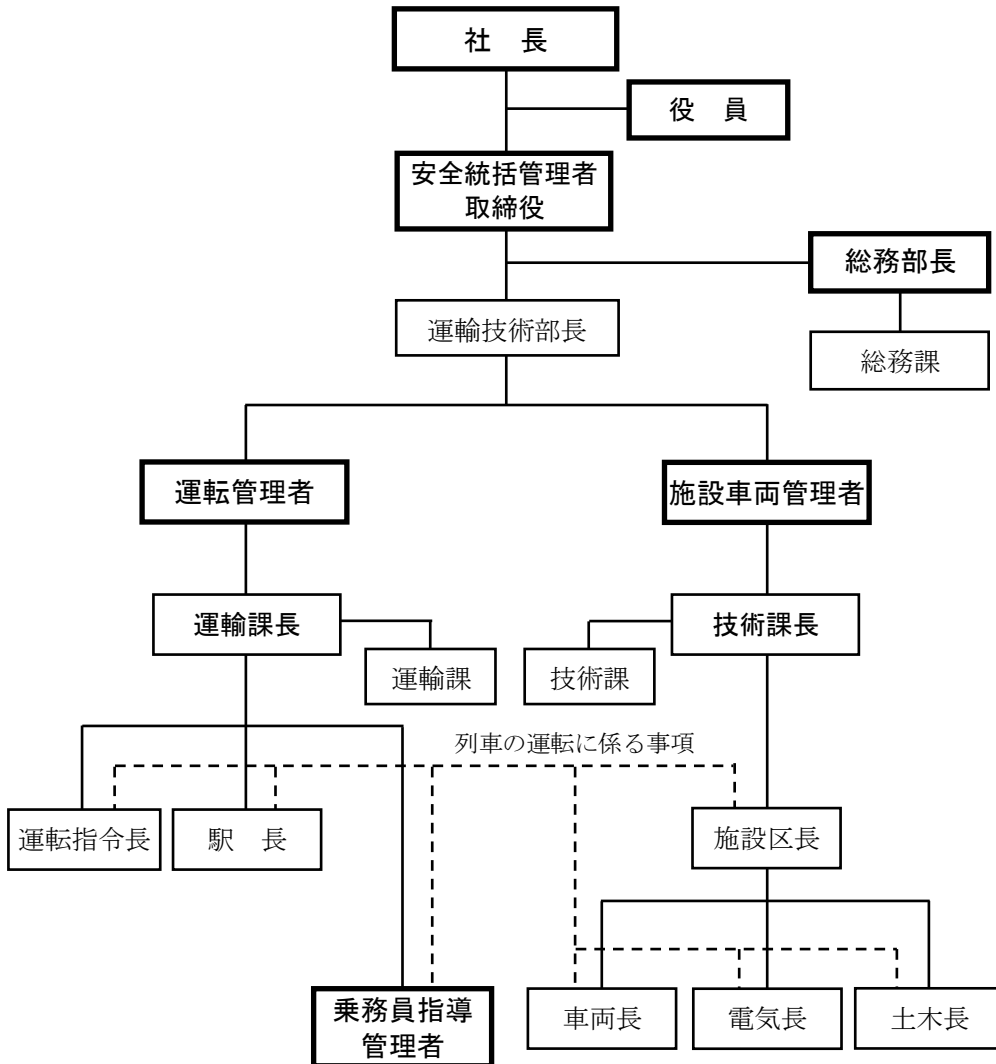 社　長
役　員
安全統括管理者
取締役
総務部長
運輸技術部長
総務課
運転管理者
施設車両管理者
運輸課長
技術課長
運輸課
技術課
列車の運転に係る事項
運転指令長
駅　長
施設区長
乗務員指導
管理者
車両長
電気長
土木長